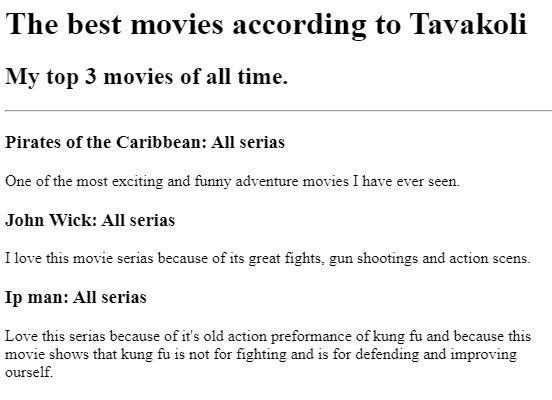 The best movies according to Tavakoli
My top 3 movies of all time.
Pirates of the Caribbean: All serias
One of the most exciting and funny adventure movies I have ever seen.
John Wick: All serias
I love this movie serias because of its great fights, gun shootings and action scens.
Ip man: All serias
Love this serias because of it's old action preformance of kung fu and because this
movie shows that kung fu is not for fighting and is for defending and improving
ourself.